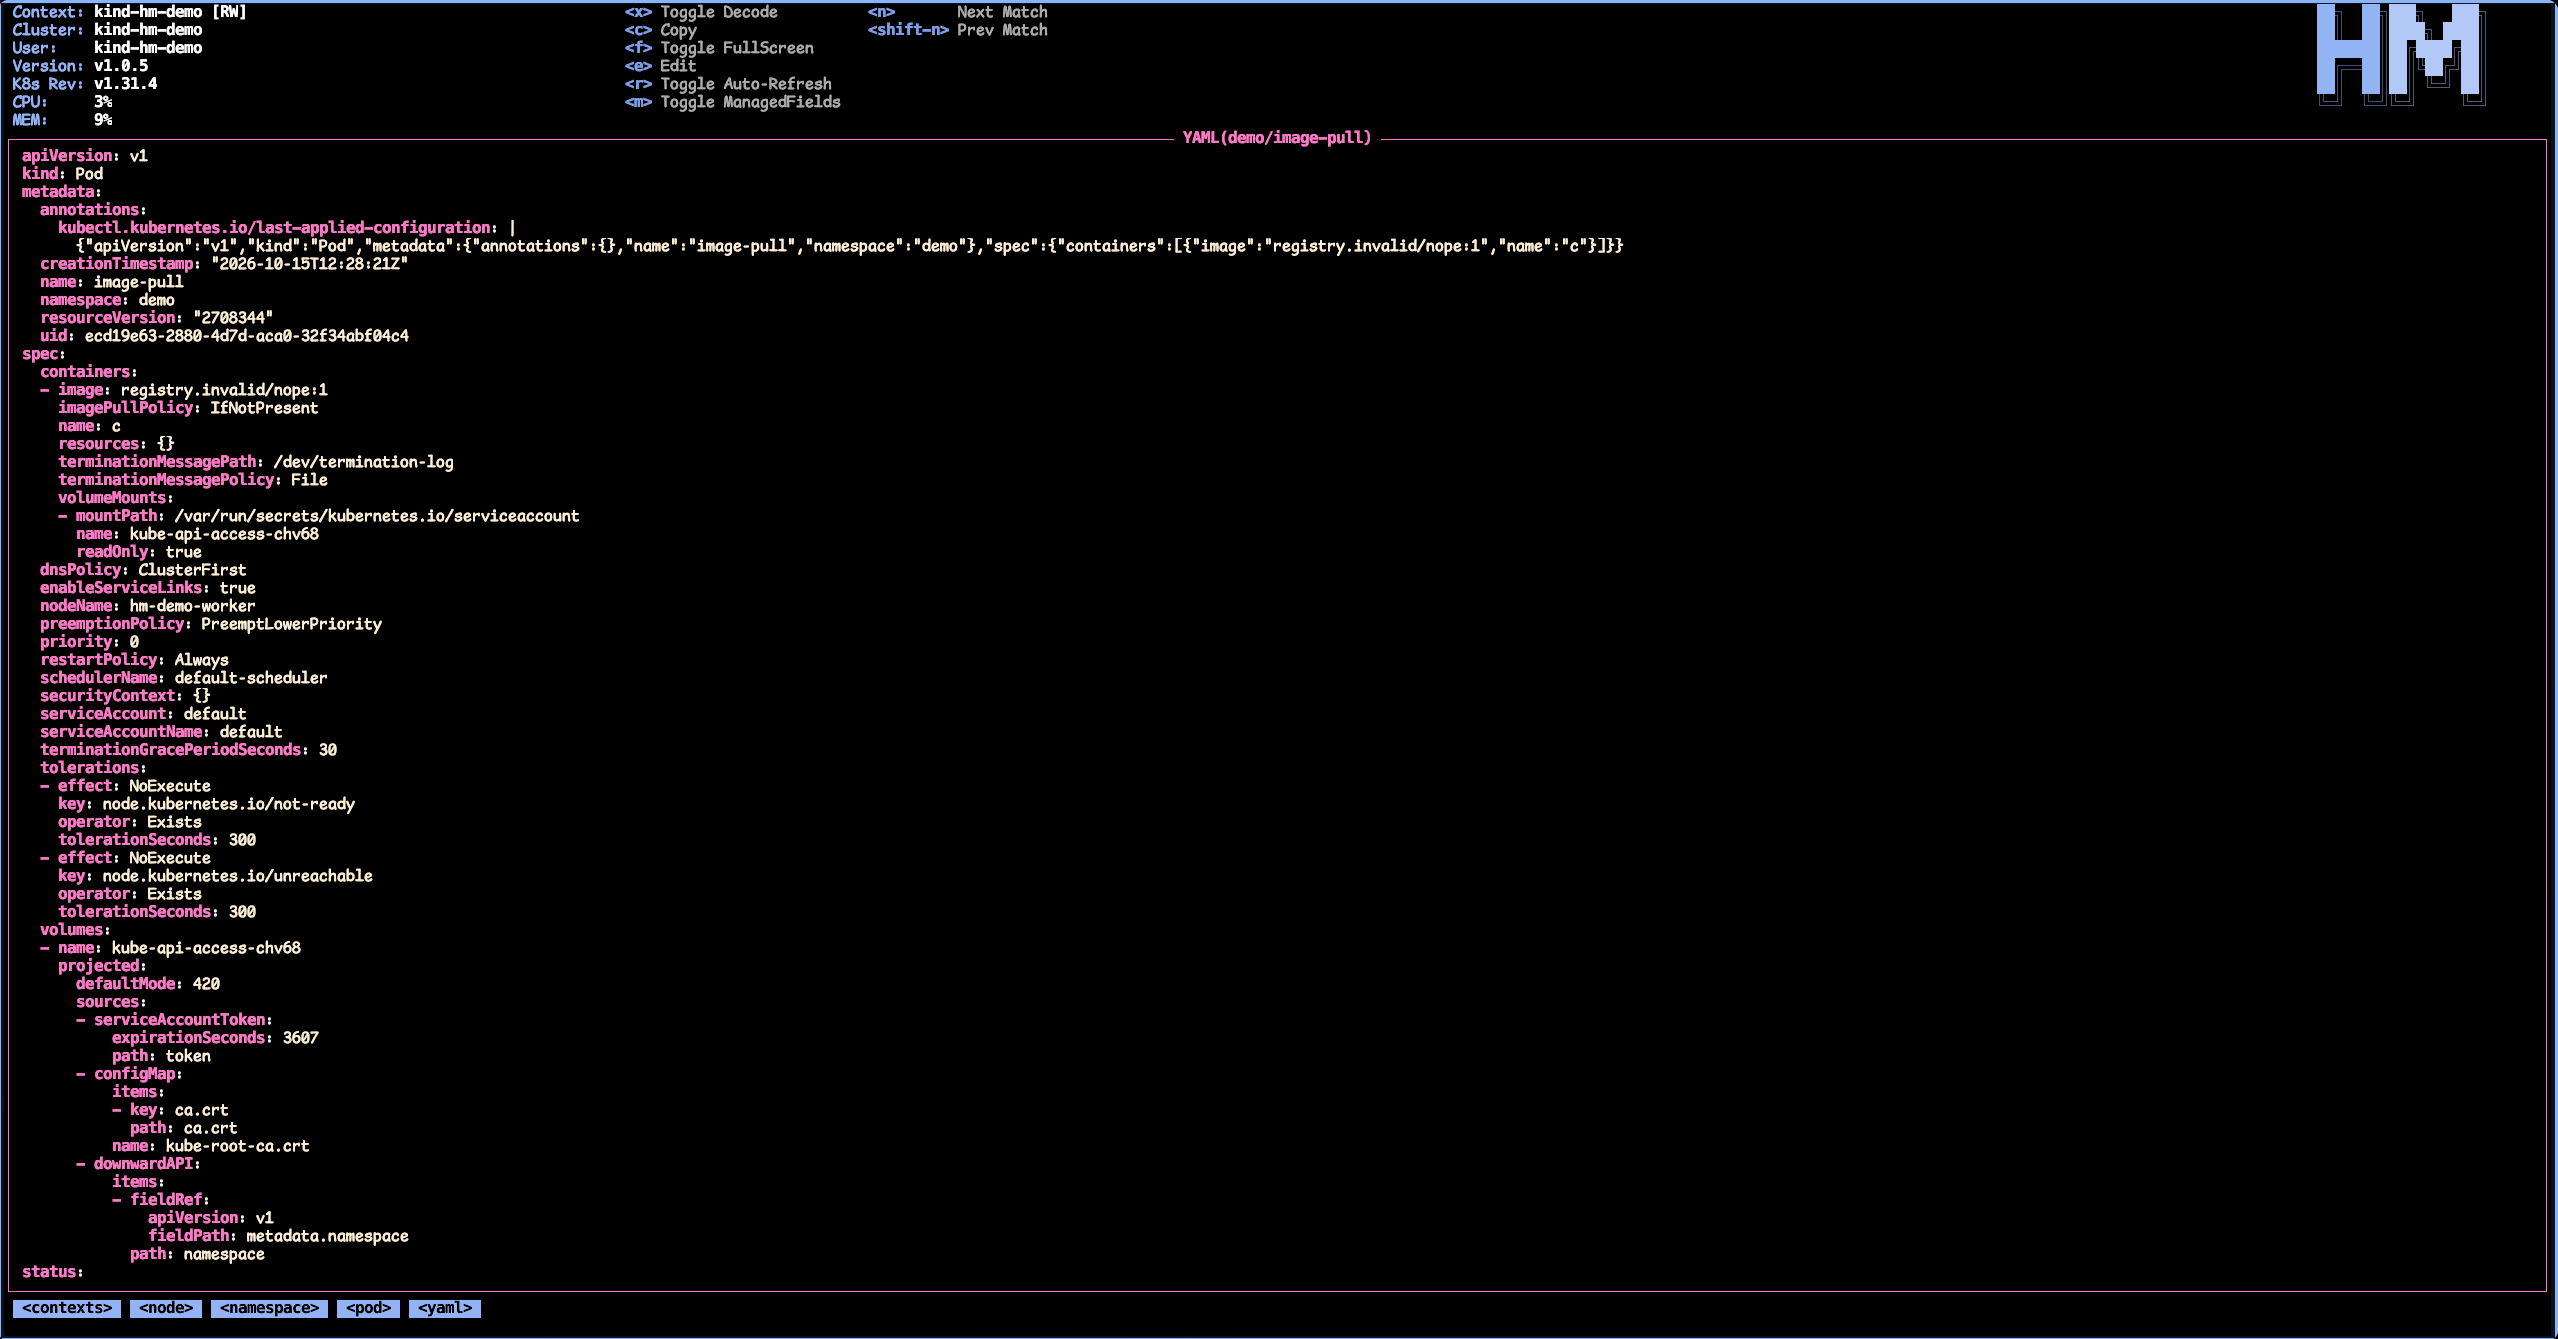 Context: kind-hm-demo [RW] <x> Toggle Decode <n> Next Match
Cluster: kind-hm-demo <c> Copy <shift-n> Prev Match
User: kind-hm-demo <f> Toggle FullScreen
Version: v1.0.5 <e> Edit
K8s Rev: v1.31.4 <r> Toggle Auto-Refresh
CPU: 3% <m> Toggle ManagedFields
MEM: 9%
HM
YAML(demo/image-pull)
apiVersion: v1
kind: Pod
metadata:
  annotations:
    kubectl.kubernetes.io/last-applied-configuration: |
      {"apiVersion":"v1","kind":"Pod","metadata":{"annotations":{},"name":"image-pull","namespace":"demo"},"spec":{"containers":[{"image":"registry.invalid/nope:1","name":"c"}]}}
  creationTimestamp: "2026-10-15T12:28:21Z"
  name: image-pull
  namespace: demo
  resourceVersion: "2708344"
  uid: ecd19e63-2880-4d7d-aca0-32f34abf04c4
spec:
  containers:
  - image: registry.invalid/nope:1
    imagePullPolicy: IfNotPresent
    name: c
    resources: {}
    terminationMessagePath: /dev/termination-log
    terminationMessagePolicy: File
    volumeMounts:
    - mountPath: /var/run/secrets/kubernetes.io/serviceaccount
      name: kube-api-access-chv68
      readOnly: true
  dnsPolicy: ClusterFirst
  enableServiceLinks: true
  nodeName: hm-demo-worker
  preemptionPolicy: PreemptLowerPriority
  priority: 0
  restartPolicy: Always
  schedulerName: default-scheduler
  securityContext: {}
  serviceAccount: default
  serviceAccountName: default
  terminationGracePeriodSeconds: 30
  tolerations:
  - effect: NoExecute
    key: node.kubernetes.io/not-ready
    operator: Exists
    tolerationSeconds: 300
  - effect: NoExecute
    key: node.kubernetes.io/unreachable
    operator: Exists
    tolerationSeconds: 300
  volumes:
  - name: kube-api-access-chv68
    projected:
      defaultMode: 420
      sources:
      - serviceAccountToken:
          expirationSeconds: 3607
          path: token
      - configMap:
          items:
          - key: ca.crt
            path: ca.crt
          name: kube-root-ca.crt
      - downwardAPI:
          items:
          - fieldRef:
              apiVersion: v1
              fieldPath: metadata.namespace
            path: namespace
status:
<contexts> <node> <namespace> <pod> <yaml>